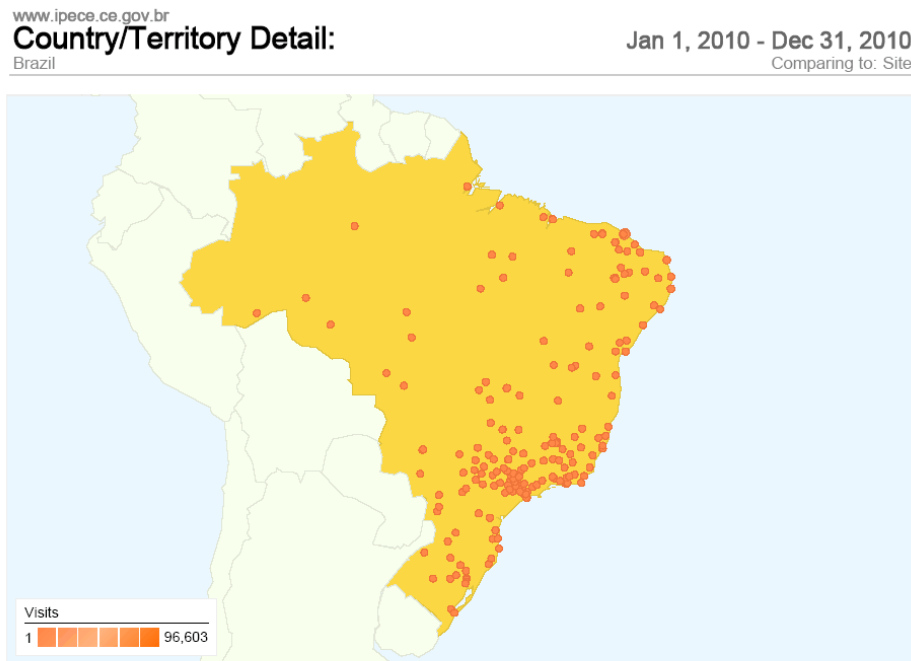 www.ipece.ce.gov.br
Country/Territory Detail:
Brazil
Jan 1, 2010 - Dec 31, 2010
Comparing to: Site
Visits
1 96,603